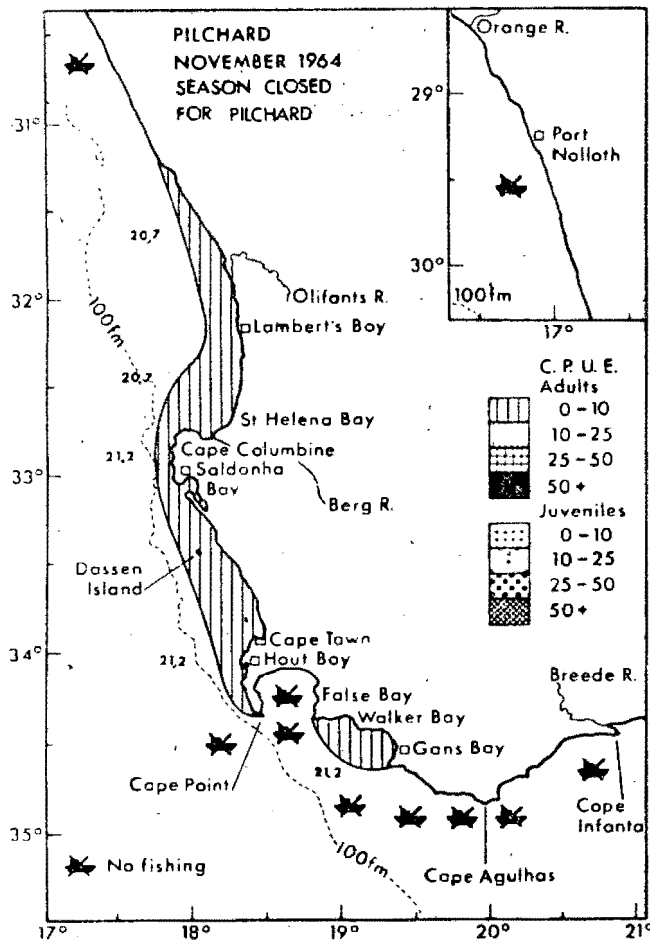 PILCHARD
NOVEMBER 1964
SEASON CLOSED
FOR PILCHARD
Orange R.
29°
Port
Nolloth
30°
100fm
17°
31°
20,7
Olifants R.
32°
100fm
Lambert's Bay
C. P. U. E.
Adults
0-10
10-25
25-50
50+
Juveniles
0-10
10-25
25-50
50+
20,7
St Helena Bay
21,2
Cape Columbine
33°
Saldanha
Bay
Berg R.
Dassen
Island
Cape Town
21,2
Hout Bay
34°
Breede R.
False Bay
Walker Bay
Gans Bay
21,2
Cape Point
Cape
Infanta
35°
100fm
No fishing
Cape Agulhas
17°
18°
19°
20°
21°